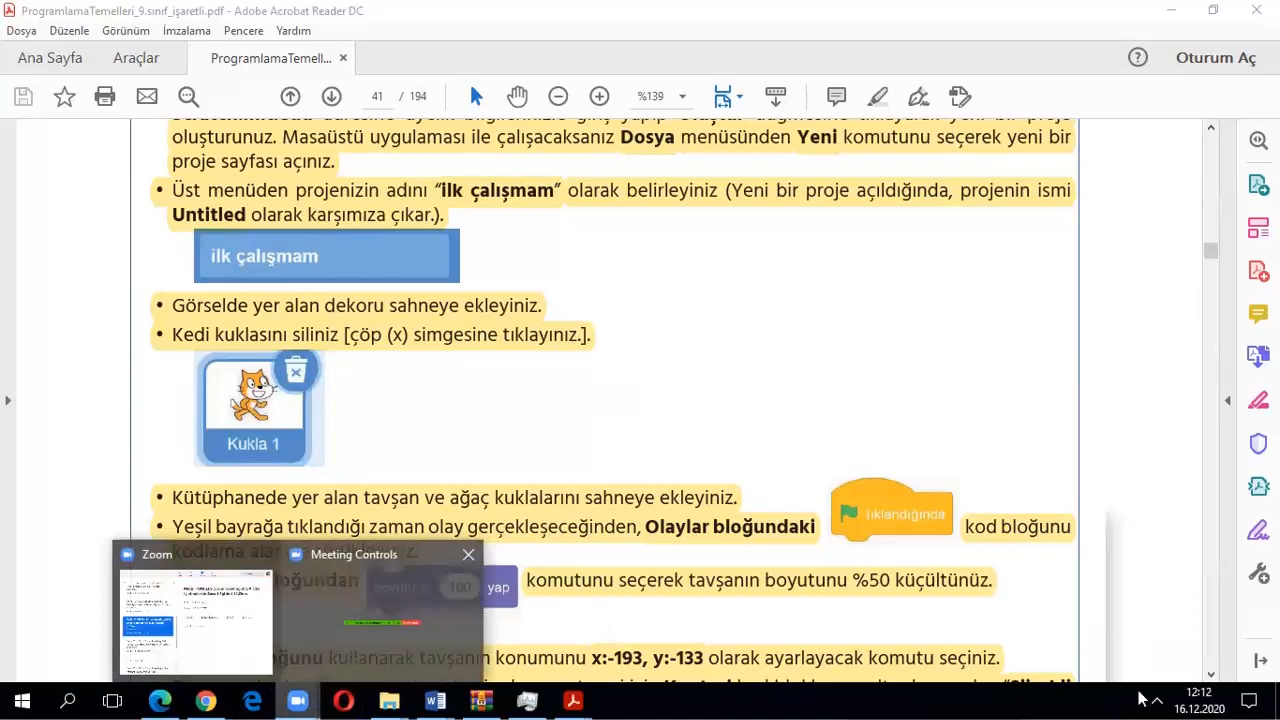 ProgramlamaTemelleri_9.sınıf_işaretli.pdf - Adobe Acrobat Reader DC
Dosya Düzenle Görünüm İmzalama Pencere Yardım
Ana Sayfa Araçlar ProgramlamaTemell... Oturum Aç
41 / 194 %139
oluşturunuz. Masaüstü uygulaması ile çalışacaksanız Dosya menüsünden Yeni komutunu seçerek yeni bir
proje sayfası açınız.
• Üst menüden projenizin adını “ilk çalışmam” olarak belirleyiniz (Yeni bir proje açıldığında, projenin ismi
Untitled olarak karşımıza çıkar.).
ilk çalışmam
• Görselde yer alan dekoru sahneye ekleyiniz.
• Kedi kuklasını siliniz [çöp (x) simgesine tıklayınız.].
Kukla 1
• Kütüphanede yer alan tavşan ve ağaç kuklalarını sahneye ekleyiniz.
• Yeşil bayrağa tıklandığı zaman olay gerçekleşeceğinden, Olaylar bloğundaki tıklandığında kod bloğunu
Zoom Meeting Controls
100 yap komutunu seçerek tavşanın boyutunu %50 küçültünüz.
kullanarak tavşanın konumunu x:-193, y:-133 olarak ayarlayacak komutu seçiniz.
12:12
16.12.2020